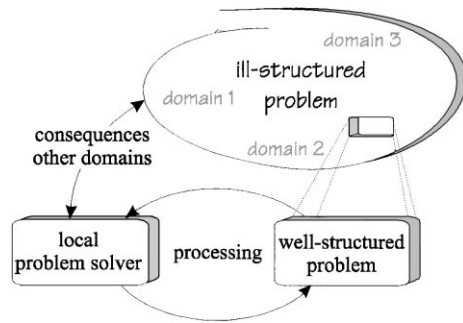 domain 3
ill-structured
domain 1
problem
consequences
other domains
domain 2
local
problem solver
processing
well-structured
problem